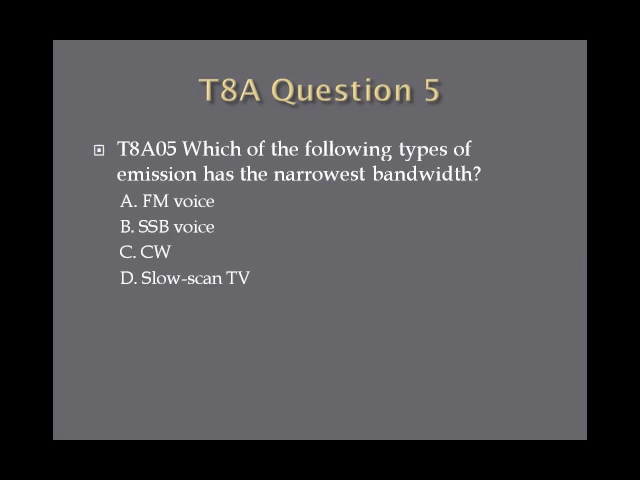 T8A Question 5
T8A05 Which of the following types of
emission has the narrowest bandwidth?
A. FM voice
B. SSB voice
C. CW
D. Slow-scan TV